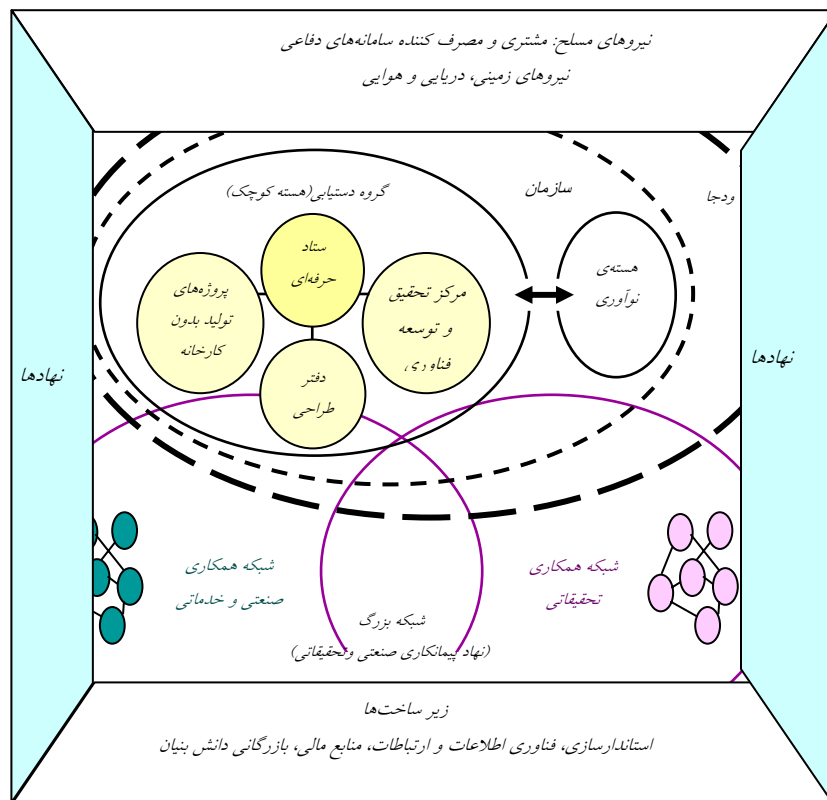 نیروهای مسلح: مشتری و مصرف کننده سامانه‌های دفاعی
نیروهای زمینی، دریایی و هوایی
گروه دستیابی(هسته کوچک)
سازمان
ودجا
ستاد
حرفه‌ای
پروژه‌های
تولید بدون
کارخانه
مرکز تحقیق
و توسعه
فناوری
دفتر
طراحی
هسته‌ی
نوآوری
نهادها
نهادها
شبکه همکاری
تحقیقاتی
شبکه همکاری
صنعتی و خدماتی
شبکه بزرگ
(نهاد پیمانکاری صنعتی وتحقیقاتی)
زیر ساخت‌ها
استاندارسازی، فناوری اطلاعات و ارتباطات، منابع مالی، بازرگانی دانش بنیان